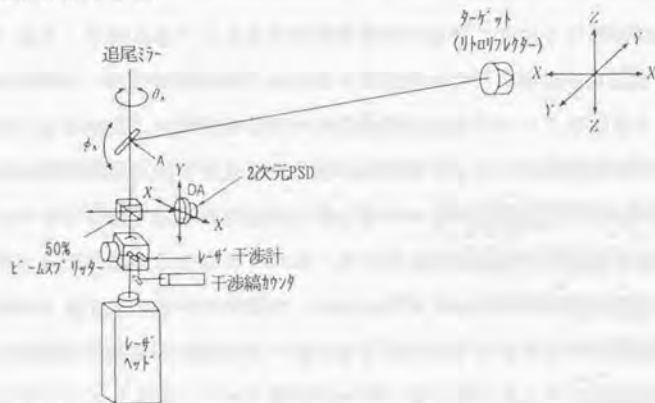 ターゲット
(リトロリフレクター)
追尾ミラー
Z
Y
X
X
Y
Z
A
2次元PSD
Y
DA
X
X
50%
ビームスプリッター
レーザ干渉計
干渉縞カウンタ
レーザ
ヘッド